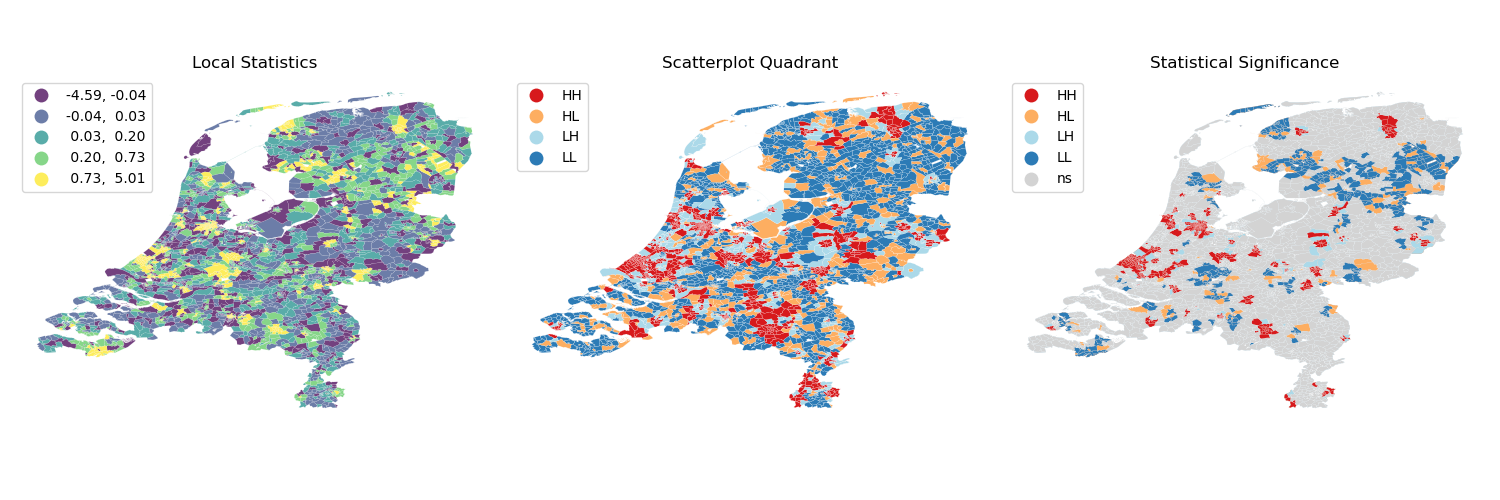 Local Statistics
-4.59, -0.04
-0.04, 0.03
0.03, 0.20
0.20, 0.73
0.73, 5.01
Scatterplot Quadrant
HH
HL
LH
LL
Statistical Significance
HH
HL
LH
LL
ns